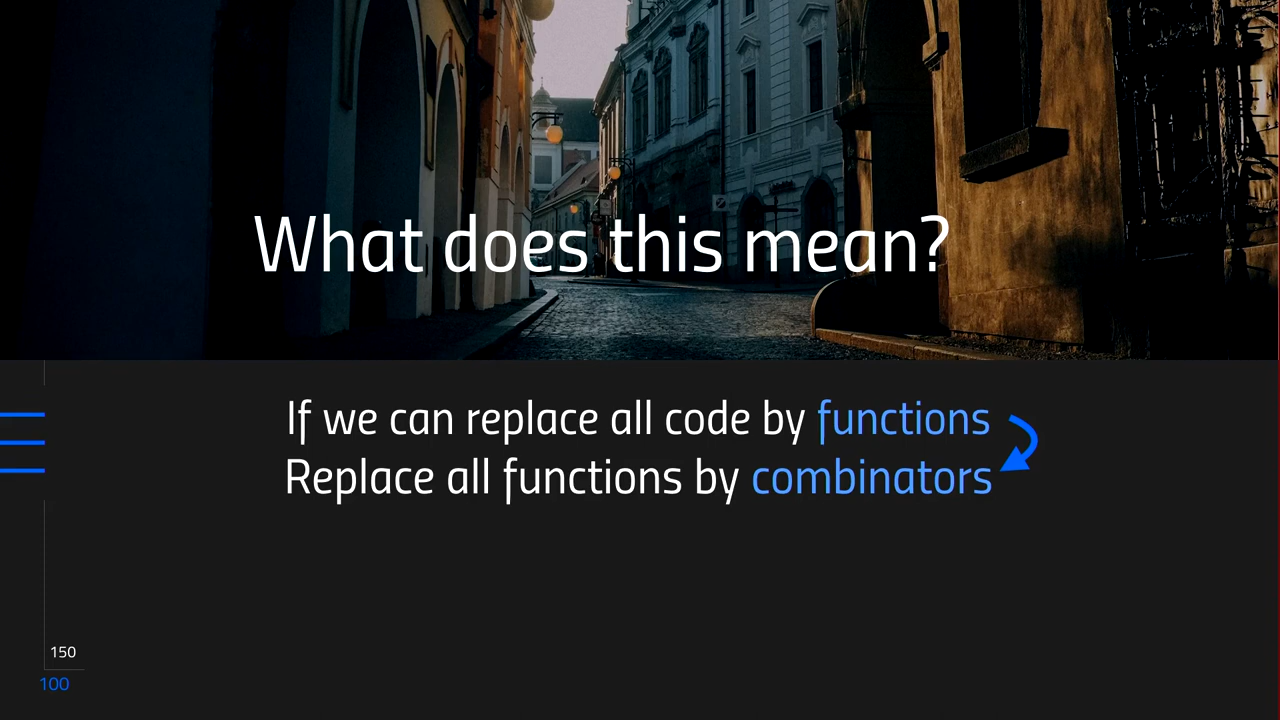 What does this mean?
If we can replace all code by functions
Replace all functions by combinators
150
100